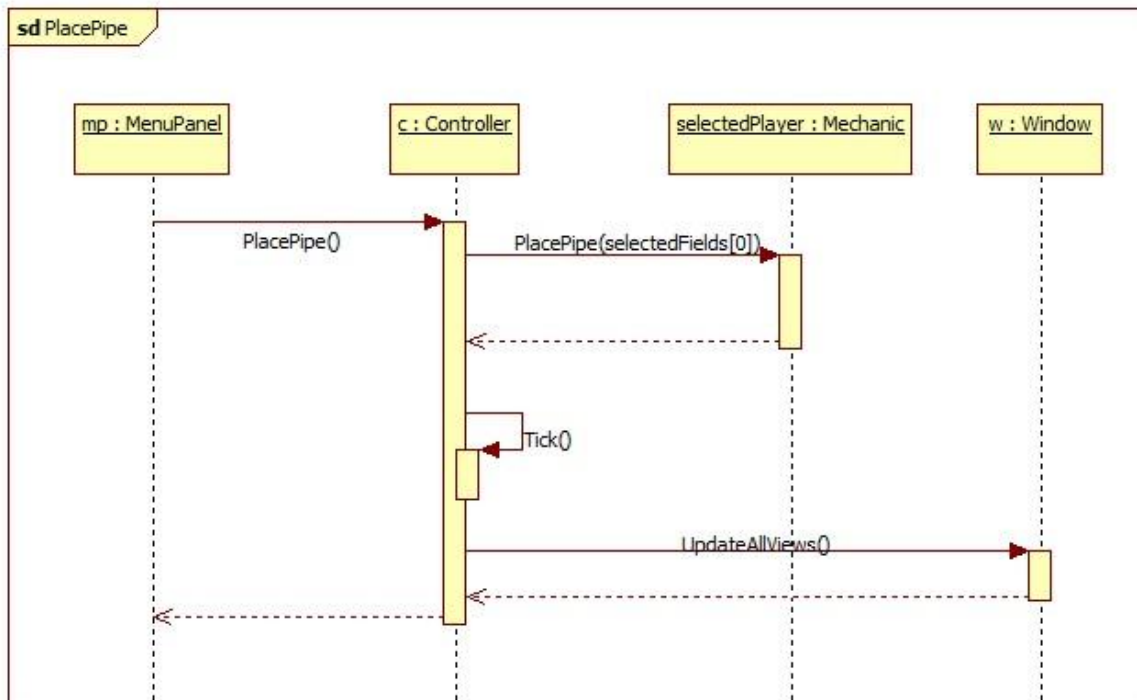 sd PlacePipe
mp : MenuPanel
c : Controller
selectedPlayer : Mechanic
w : Window
PlacePipe()
PlacePipe(selectedFields[0])
Tick()
UpdateAllViews()